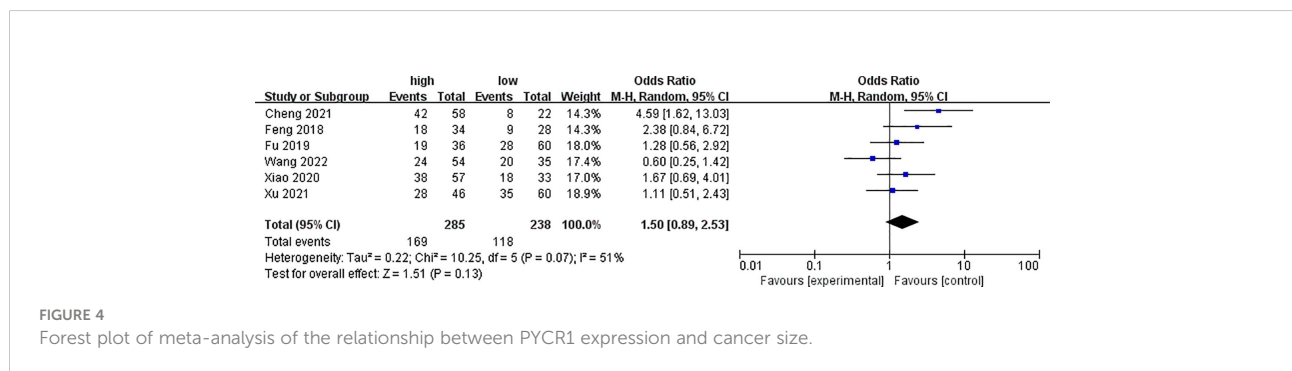 high low Odds Ratio Odds Ratio
Study or Subgroup Events Total Events Total Weight M-H, Random, 95% CI M-H, Random, 95% CI
Cheng 2021 42 58 8 22 14.3% 4.59 [1.62, 13.03]
Feng 2018 18 34 9 28 14.3% 2.38 [0.84, 6.72]
Fu 2019 19 36 28 60 18.0% 1.28 [0.56, 2.92]
Wang 2022 24 54 20 35 17.4% 0.60 [0.25, 1.42]
Xiao 2020 38 57 18 33 17.1% 1.67 [0.69, 4.01]
Xu 2021 28 46 35 60 18.9% 1.11 [0.51, 2.43]
Total (95% CI) 285 238 100.0% 1.50 [0.89, 2.53]
Total events 169 118
Heterogeneity: Tau² = 0.22; Chi² = 10.25, df = 5 (P = 0.07); I² = 51%
Test for overall effect: Z = 1.51 (P = 0.13)
0.01 0.1 1 10 100
Favours [experimental] Favours [control]
FIGURE 4
Forest plot of meta-analysis of the relationship between PYCR1 expression and cancer size.